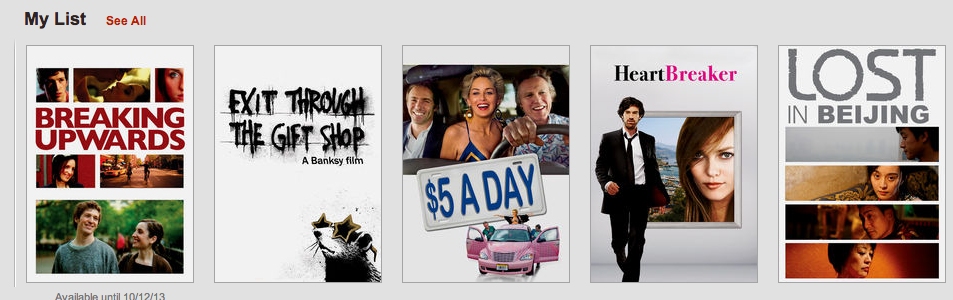 My List See All
BREAKING
UPWARDS
EXIT THROUGH
THE GIFT SHOP
A Banksy film
$5 A DAY
HeartBreaker
LOST
IN BEIJING
Available until 10/12/13